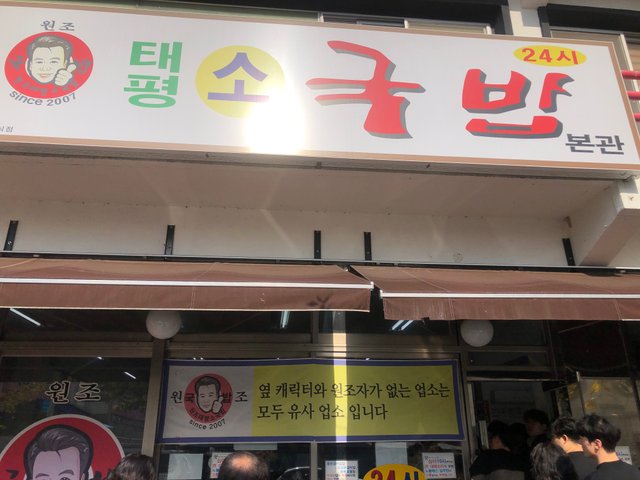 원조
since 2007
태평
소
국밥
24시
본관
원조
옆 캐릭터와 원조자가 없는 업소는
모두 유사 업소 입니다
since 2007
원조
24시